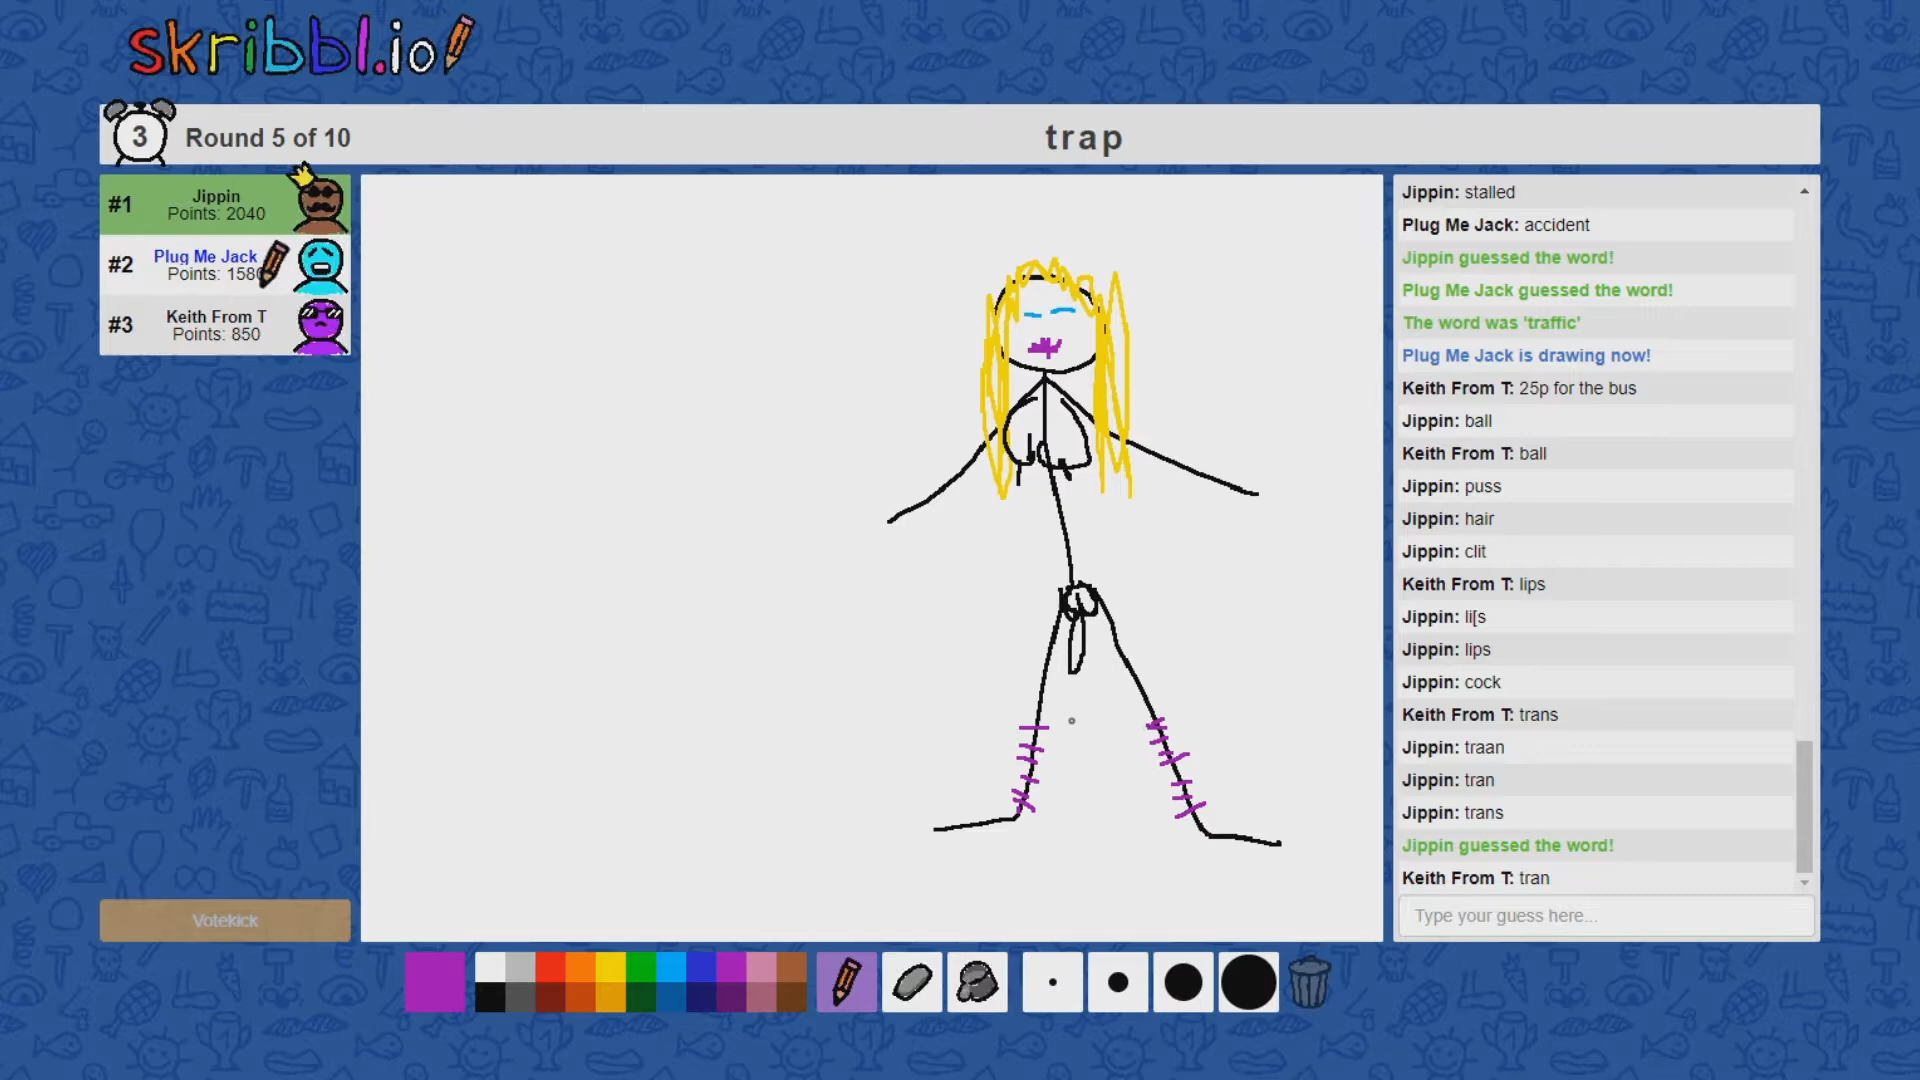 skribbl.io
3
Round 5 of 10
trap
#1
Jippin
Points: 2040
#2
Plug Me Jack
Points: 1580
#3
Keith From T
Points: 850
Jippin: stalled
Plug Me Jack: accident
Jippin guessed the word!
Plug Me Jack guessed the word!
The word was 'traffic'
Plug Me Jack is drawing now!
Keith From T: 25p for the bus
Jippin: ball
Keith From T: ball
Jippin: puss
Jippin: hair
Jippin: clit
Keith From T: lips
Jippin: li[s
Jippin: lips
Jippin: cock
Keith From T: trans
Jippin: traan
Jippin: tran
Jippin: trans
Jippin guessed the word!
Keith From T: tran
Type your guess here...
Votekick